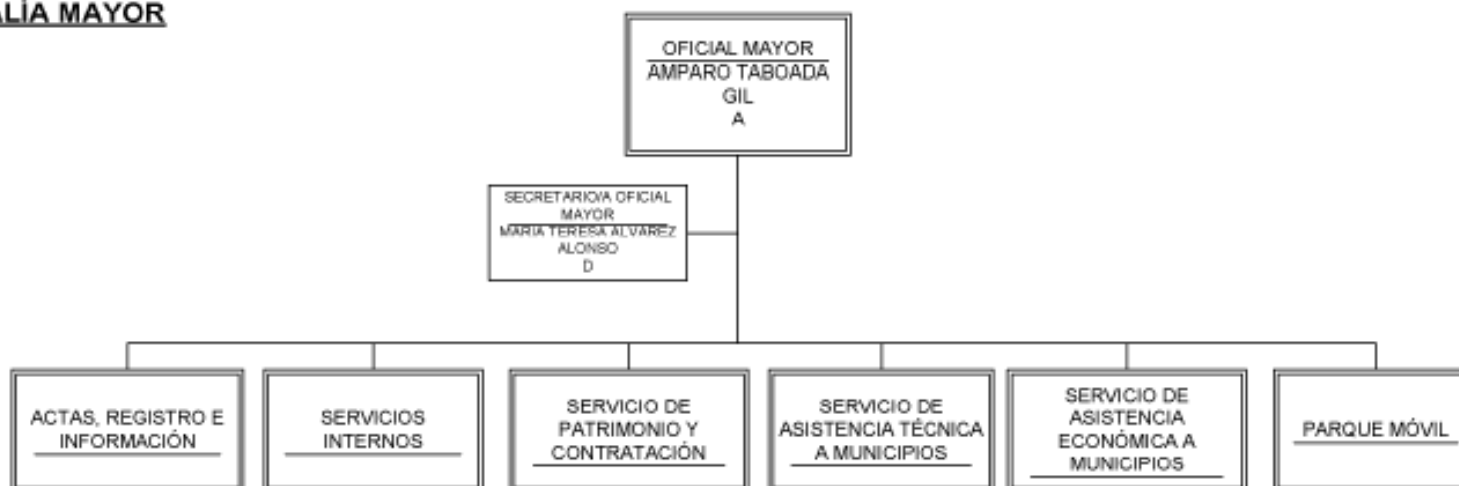 ALÍA MAYOR
OFICIAL MAYOR
AMPARO TABOADA
GIL
A
SECRETARIO/A OFICIAL
MAYOR
MARIA TERESA ALVAREZ
ALONSO
D
ACTAS, REGISTRO E
INFORMACIÓN
SERVICIOS
INTERNOS
SERVICIO DE
PATRIMONIO Y
CONTRATACIÓN
SERVICIO DE
ASISTENCIA TÉCNICA
A MUNICIPIOS
SERVICIO DE
ASISTENCIA
ECONÓMICA A
MUNICIPIOS
PARQUE MÓVIL